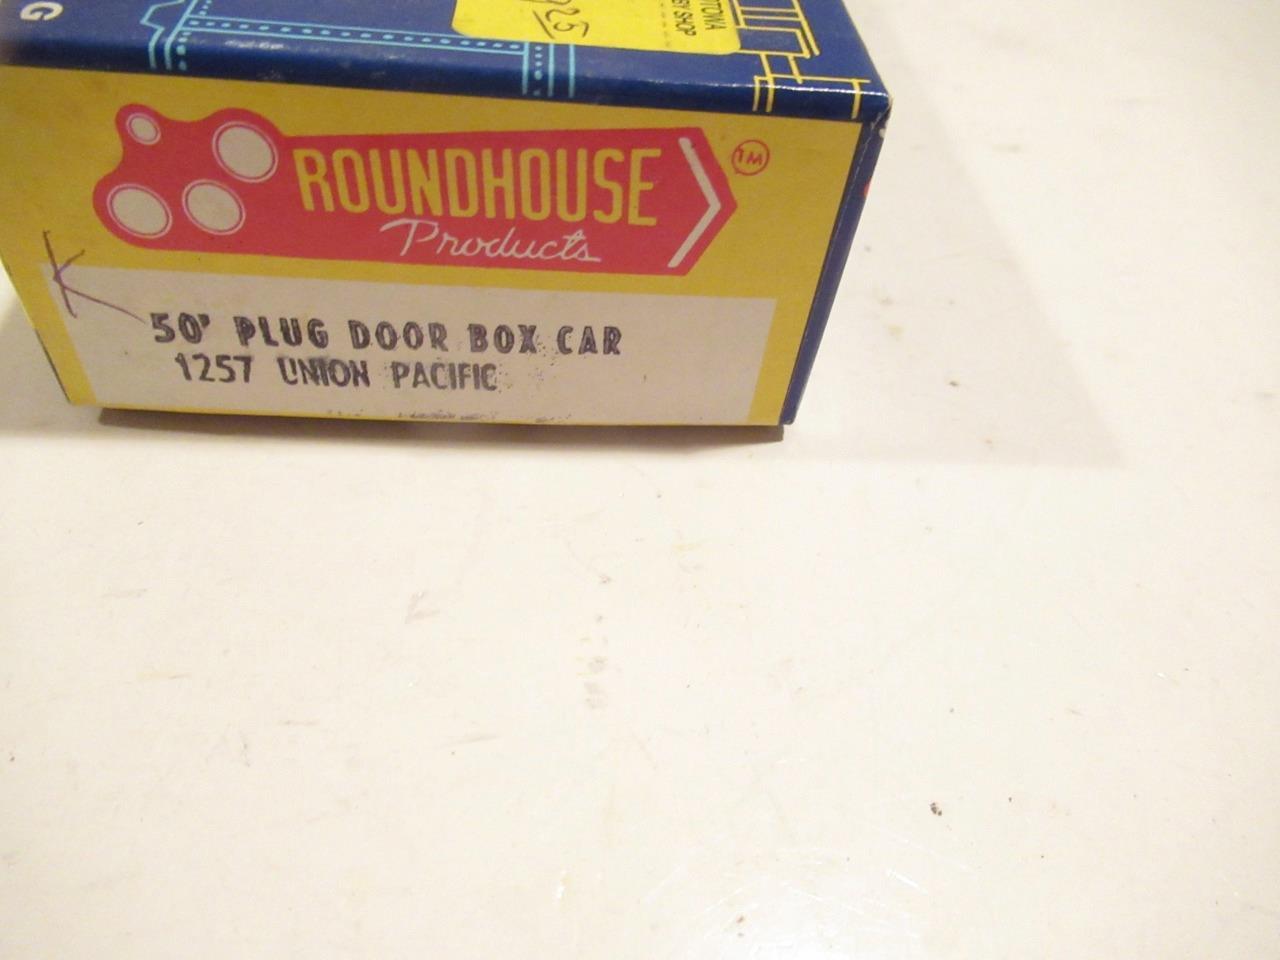 G
ROUNDHOUSE
TM
Products
K
50' PLUG DOOR BOX CAR
1257 UNION PACIFIC